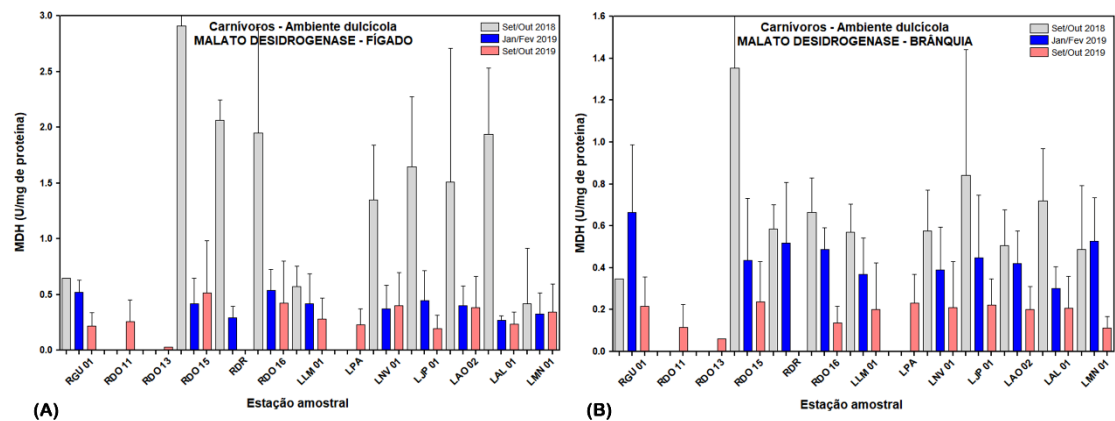 Carnívoros - Ambiente dulcícola
MALATO DESIDROGENASE - FÍGADO
Set/Out 2018
Jan/Fev 2019
Set/Out 2019
MDH (U/mg de proteína)
3.0
2.5
2.0
1.5
1.0
0.5
0.0
RGU 01
RDO 11
RDO 13
RDO 15
RDR
RDO 16
LLM 01
LPA
LNV 01
LJP 01
LAO 02
LAL 01
LMN 01
Estação amostral
(A)
Carnívoros - Ambiente dulcícola
MALATO DESIDROGENASE - BRÂNQUIA
Set/Out 2018
Jan/Fev 2019
Set/Out 2019
MDH (U/mg de proteína)
1.6
1.4
1.2
1.0
0.8
0.6
0.4
0.2
0.0
RGU 01
RDO 11
RDO 13
RDO 15
RDR
RDO 16
LLM 01
LPA
LNV 01
LJP 01
LAO 02
LAL 01
LMN 01
Estação amostral
(B)